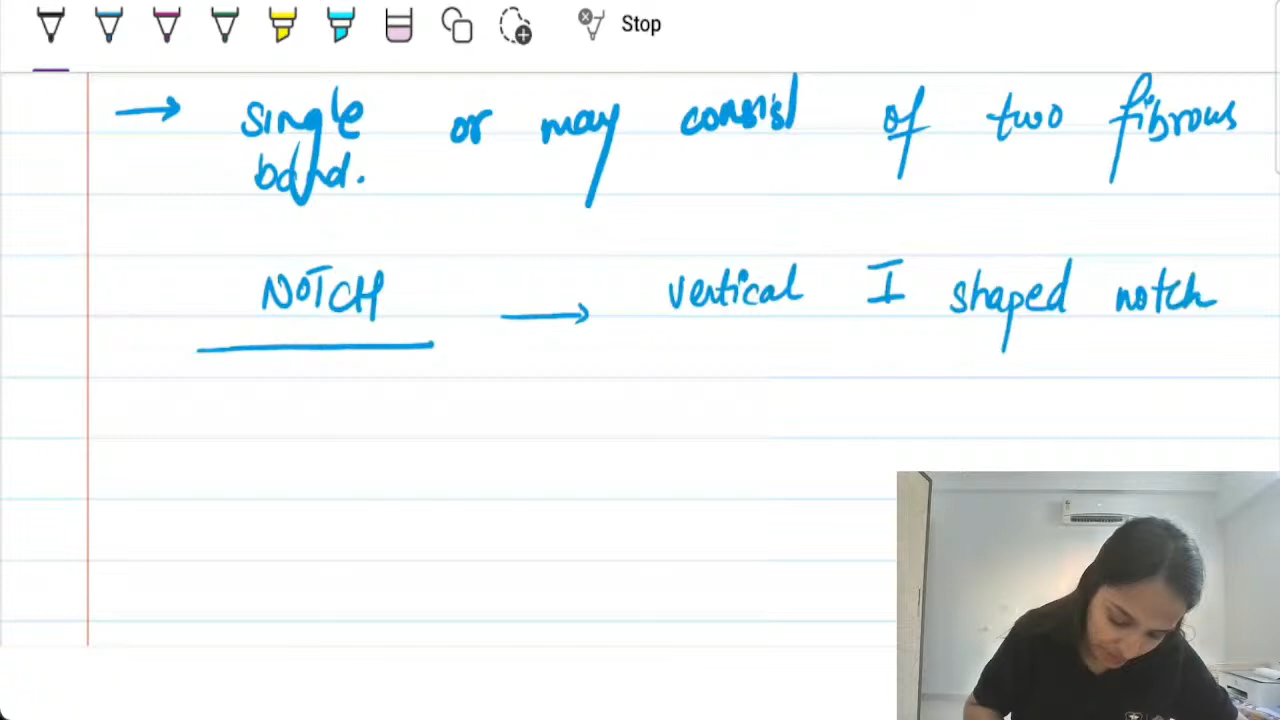 Stop
→ single or may consist of two fibrous
band.
NOTCH → vertical I shaped notch